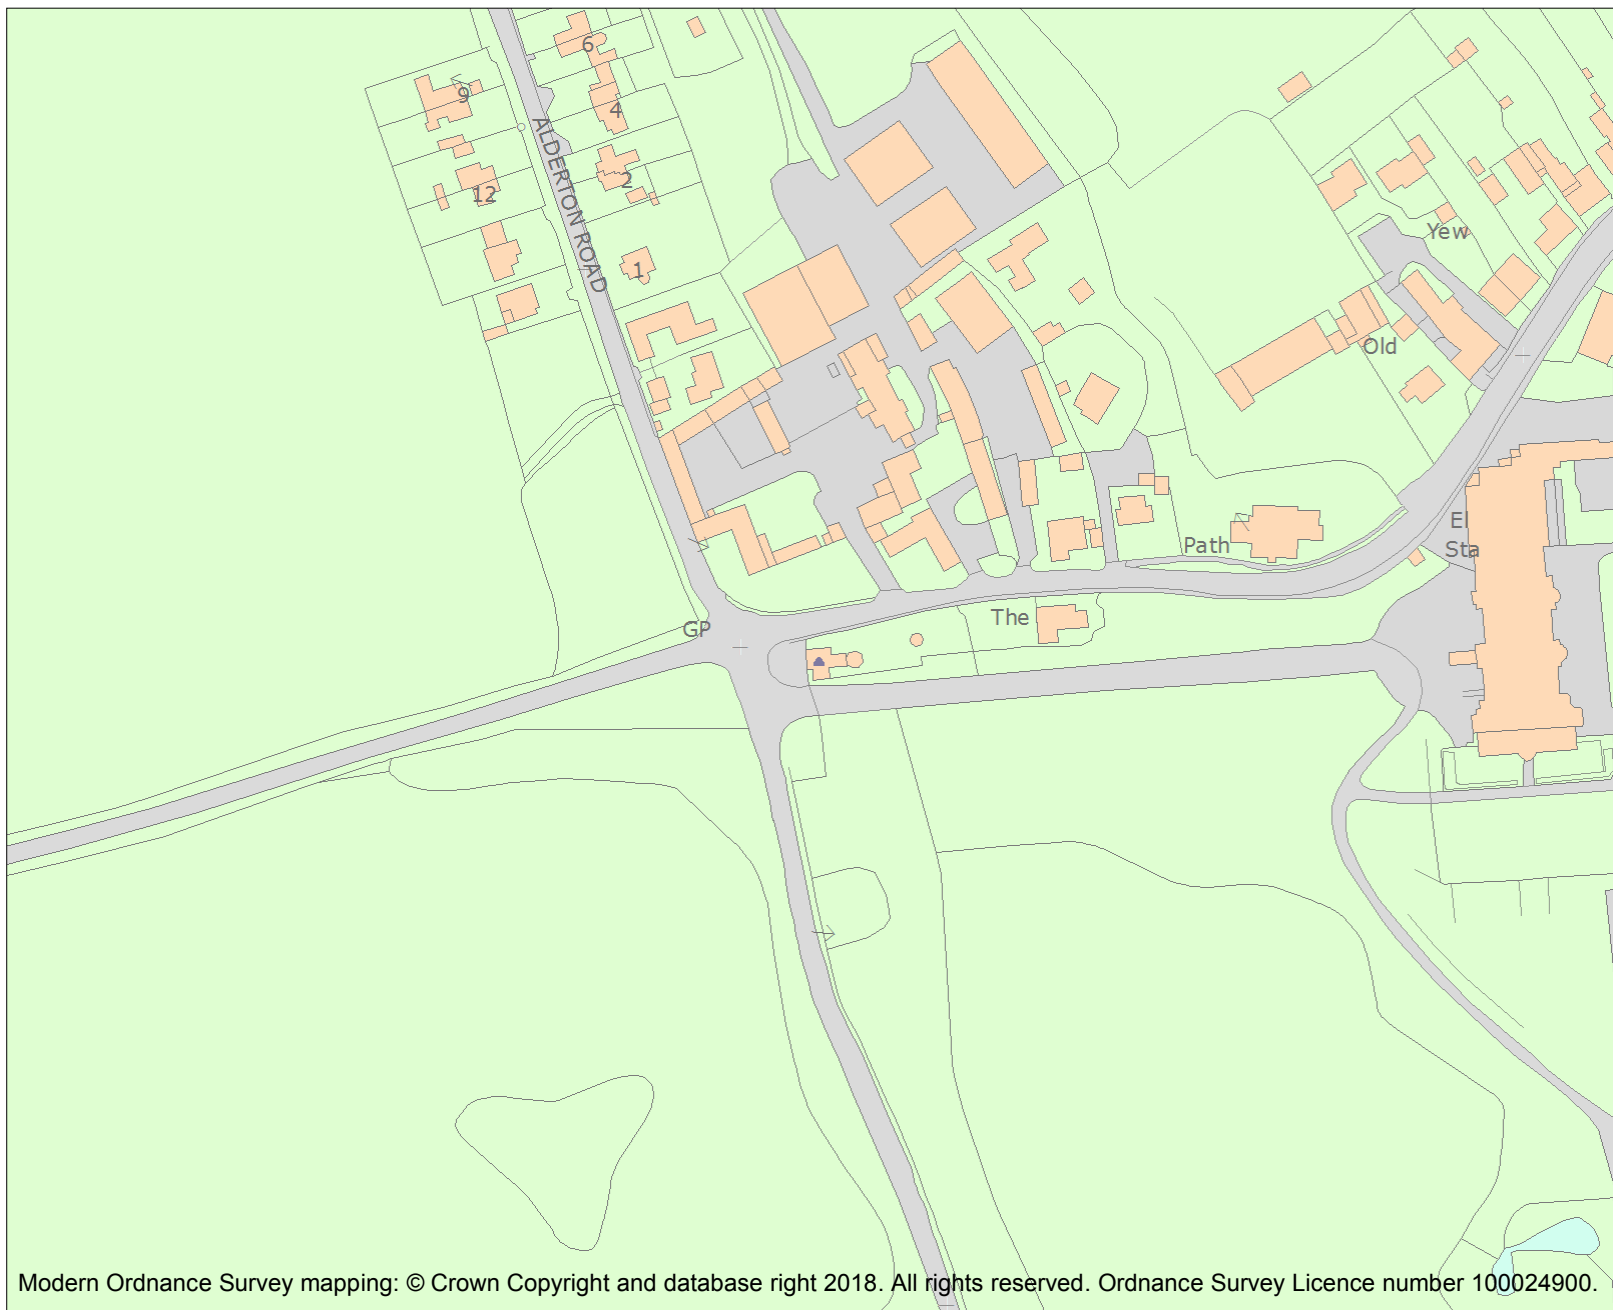 6
9
4
ALDERTON ROAD
2
12
Yew
1
Old
El
Sta
Path
The
GP
Modern Ordnance Survey mapping: © Crown Copyright and database right 2018. All rights reserved. Ordnance Survey Licence number 100024900.